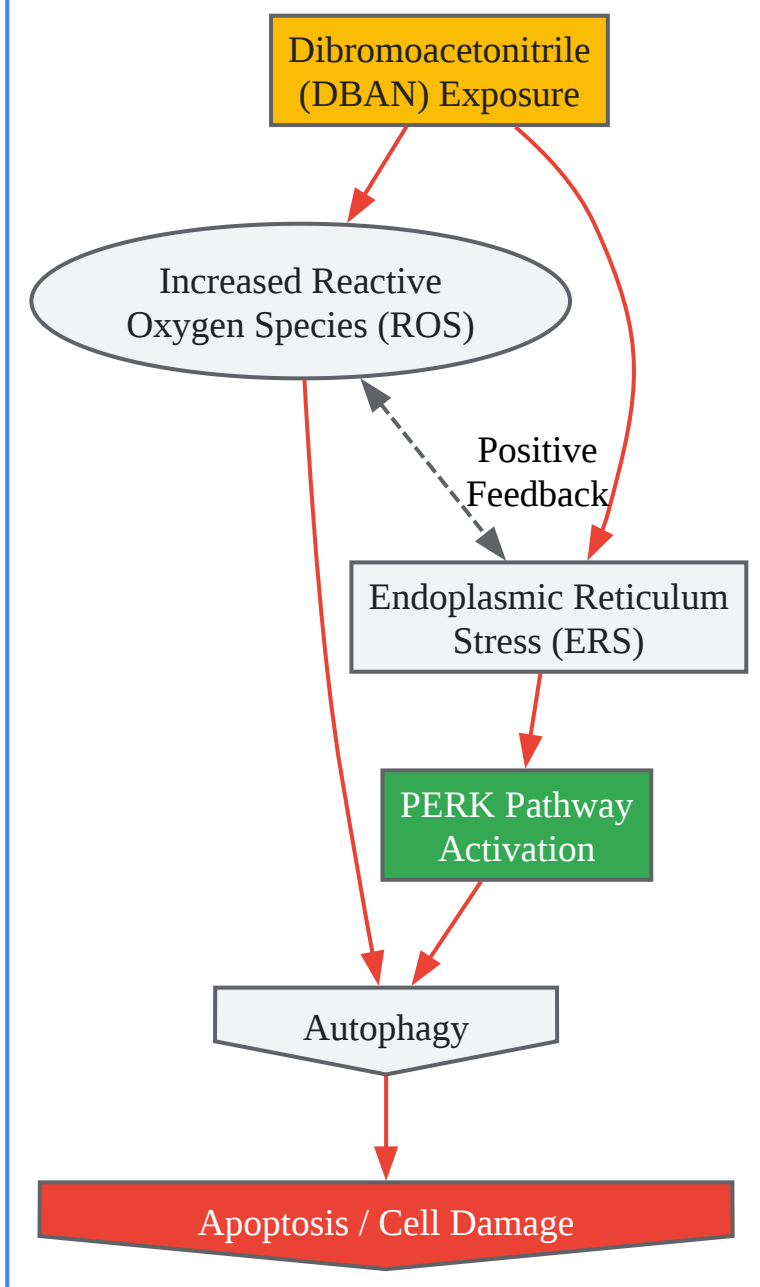 Dibromoacetonitrile
(DBAN) Exposure
Increased Reactive
Oxygen Species (ROS)
Positive
Feedback
Endoplasmic Reticulum
Stress (ERS)
PERK Pathway
Activation
Autophagy
Apoptosis / Cell Damage